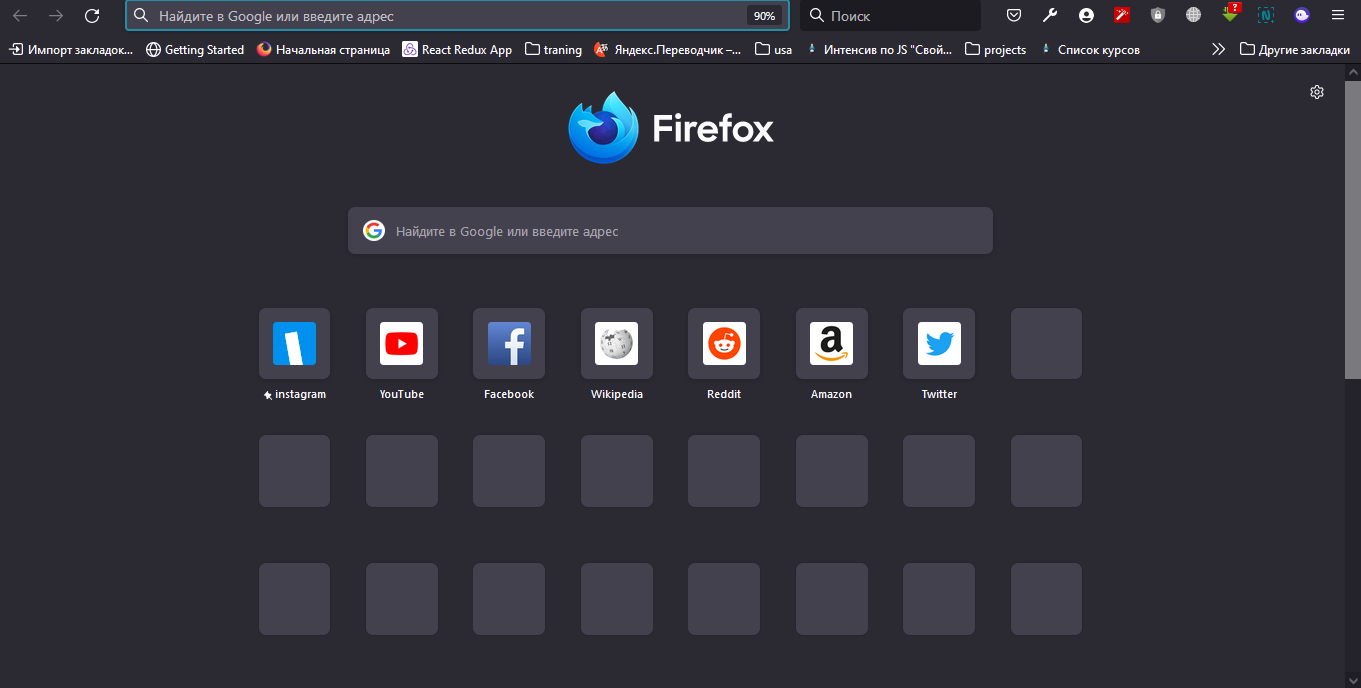 Найдите в Google или введите адрес
90%
Поиск
?
N
Импорт закладок...
Getting Started
Начальная страница
React Redux App
traning
Яндекс.Переводчик –...
usa
Интенсив по JS "Свой...
projects
Список курсов
Другие закладки
Firefox
Найдите в Google или введите адрес
instagram
YouTube
Facebook
Wikipedia
Reddit
Amazon
Twitter